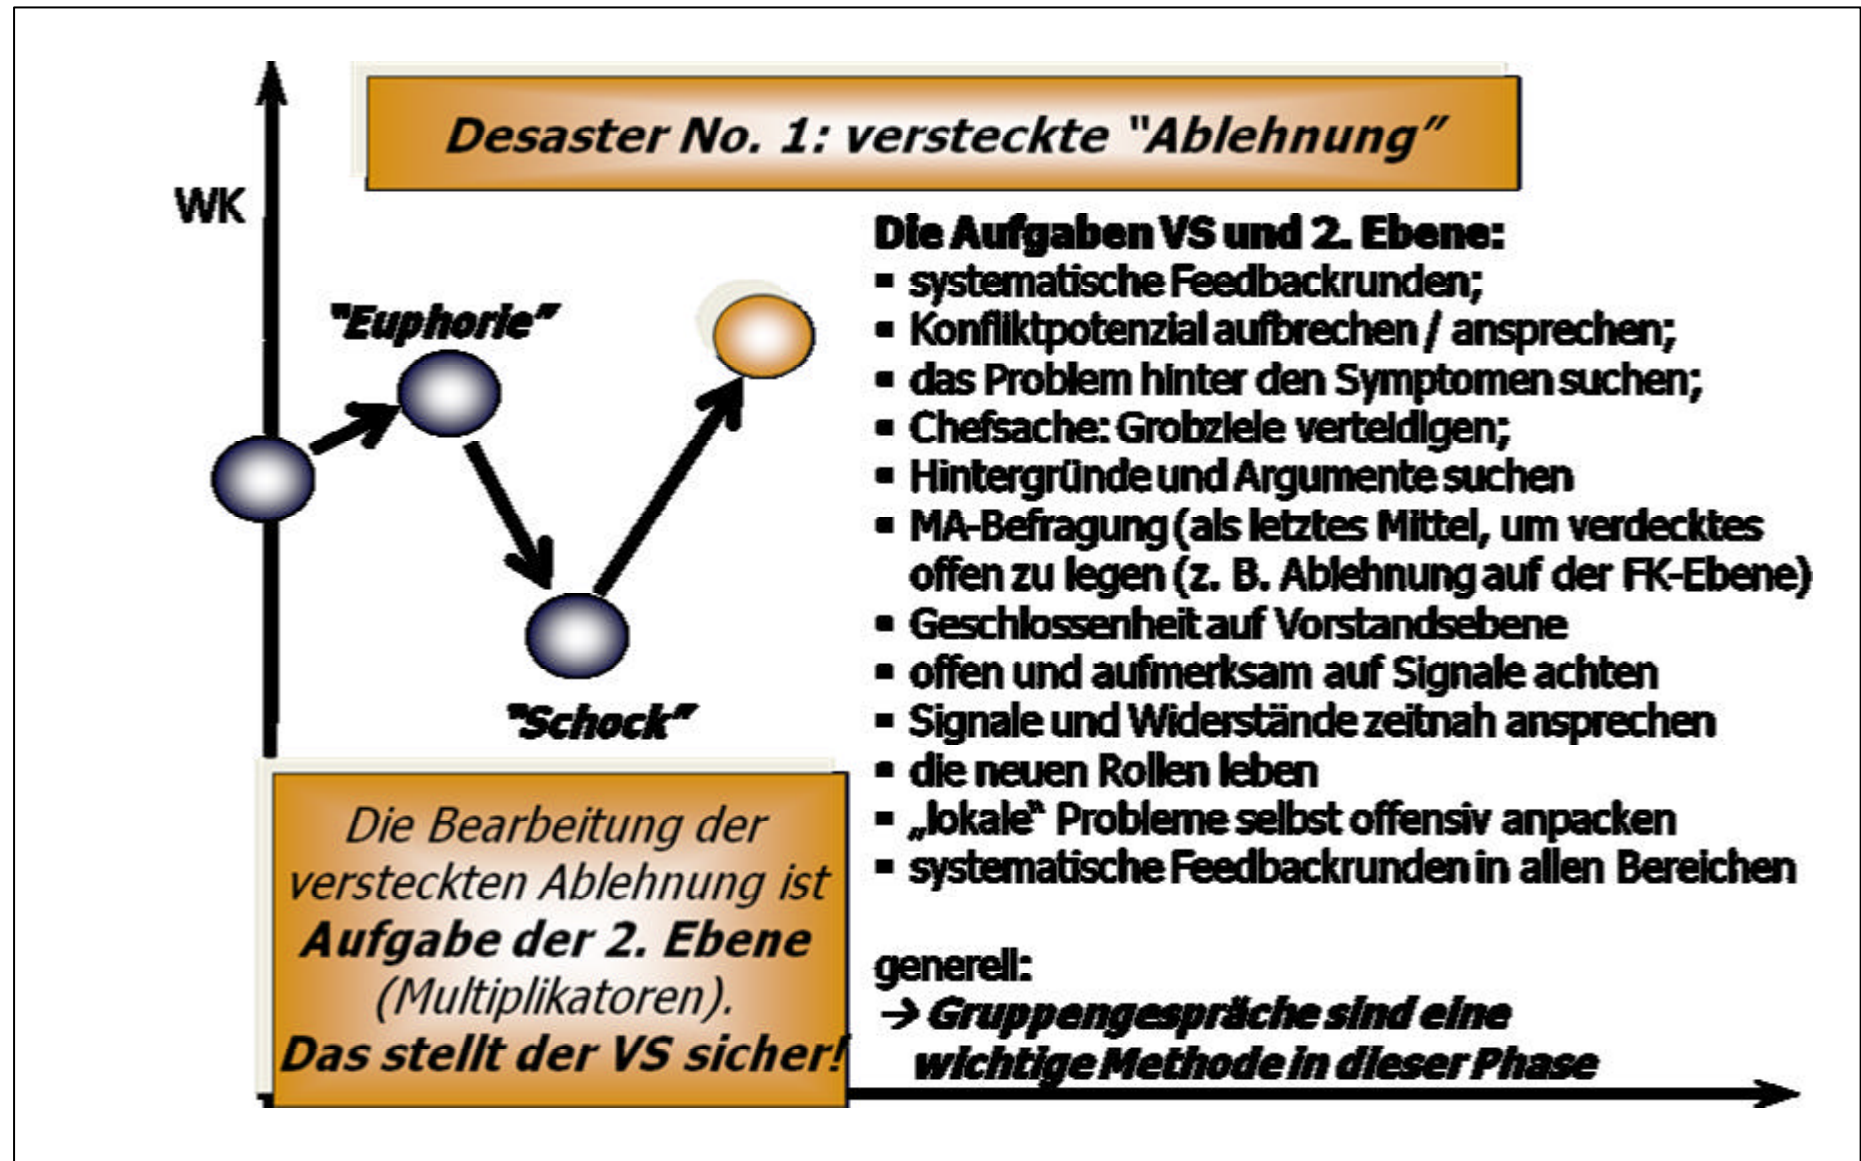 Desaster No. 1: versteckte “Ablehnung”
WK
"Euphorie”
"Schock”
Die Aufgaben VS und 2. Ebene:
▪ systematische Feedbackrunden;
▪ Konfliktpotenzial aufbrechen / ansprechen;
▪ das Problem hinter den Symptomen suchen;
▪ Chefsache: Grobziele verteidigen;
▪ Hintergründe und Argumente suchen
▪ MA-Befragung (als letztes Mittel, um verdecktes
offen zu legen (z. B. Ablehnung auf der FK-Ebene)
▪ Geschlossenheit auf Vorstandsebene
▪ offen und aufmerksam auf Signale achten
▪ Signale und Widerstände zeitnah ansprechen
▪ die neuen Rollen leben
▪ „lokale“ Probleme selbst offensiv anpacken
▪ systematische Feedbackrunden in allen Bereichen
generell:
→ Gruppengespräche sind eine
wichtige Methode in dieser Phase
Die Bearbeitung der
versteckten Ablehnung ist
Aufgabe der 2. Ebene
(Multiplikatoren).
Das stellt der VS sicher!